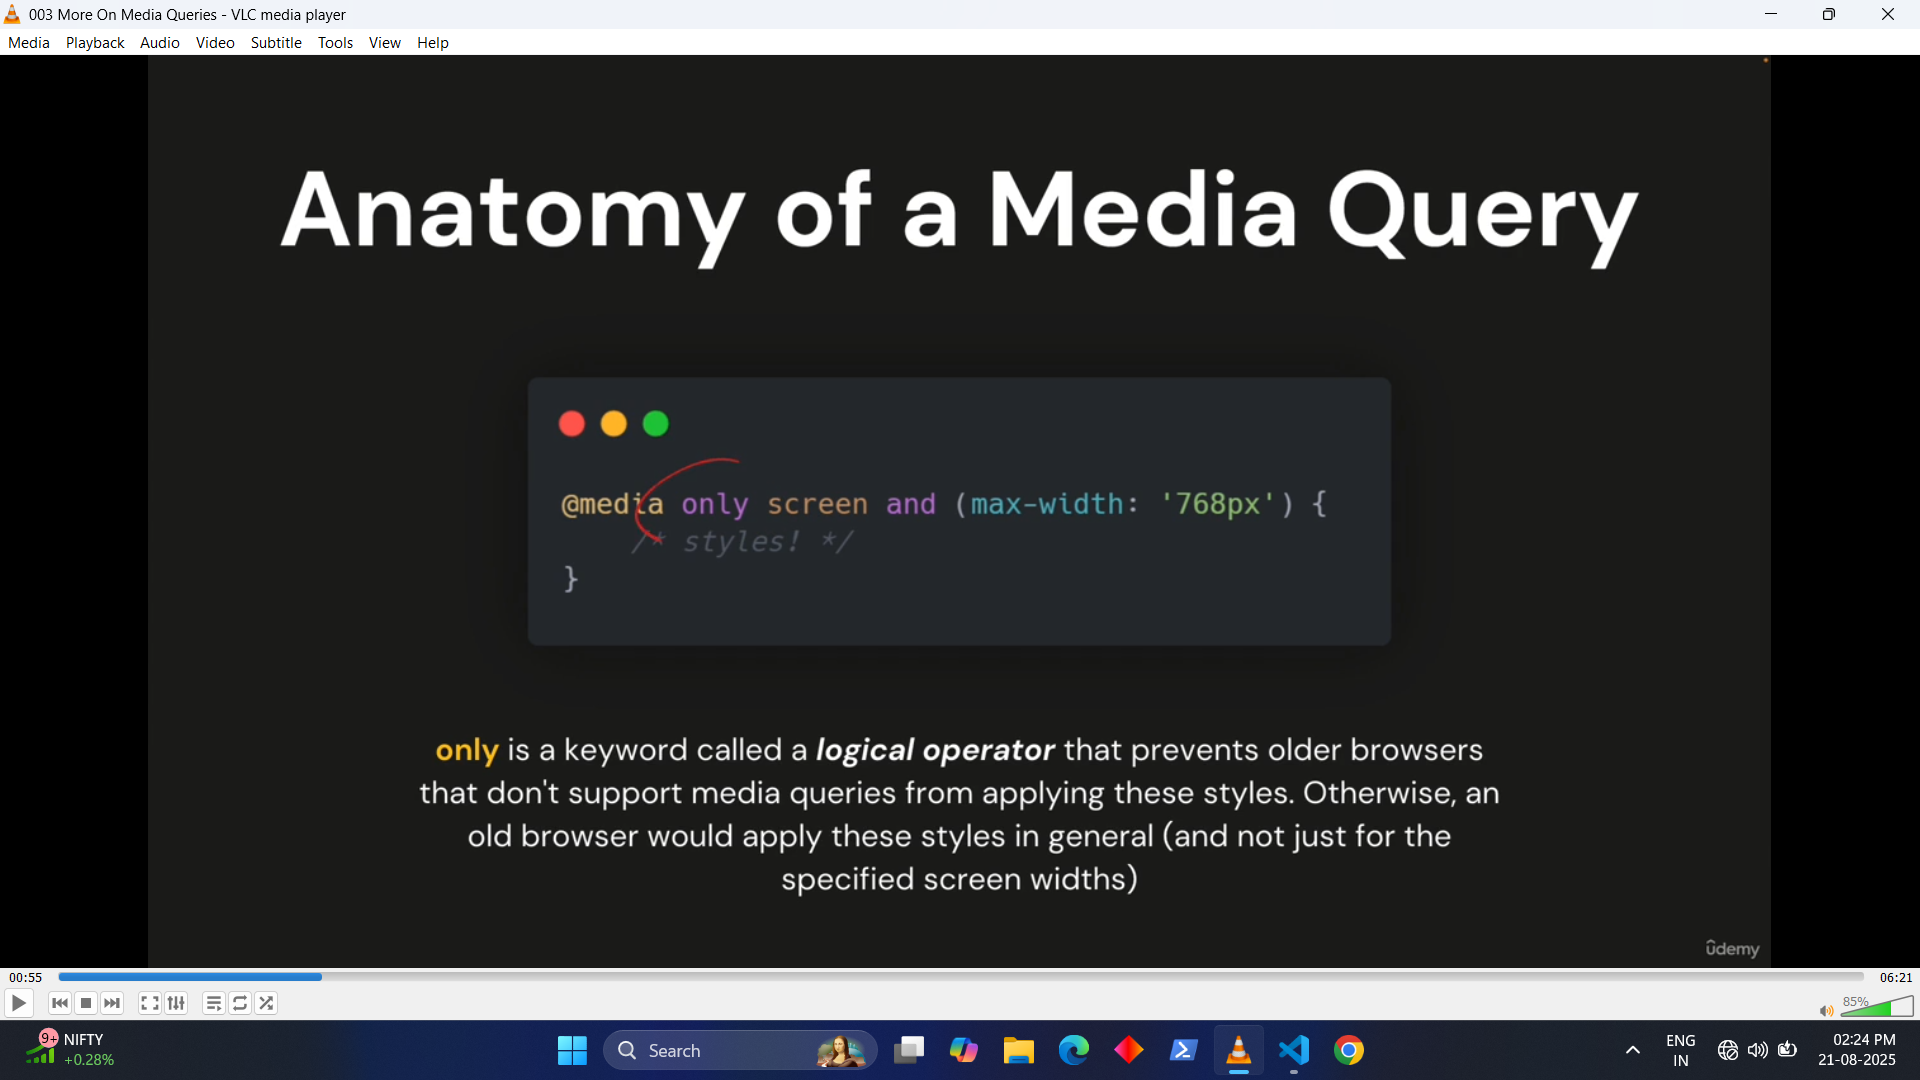 003 More On Media Queries - VLC media player
Media Playback Audio Video Subtitle Tools View Help
Anatomy of a Media Query
@media only screen and (max-width: '768px') {
/* styles! */
}
only is a keyword called a logical operator that prevents older browsers
that don't support media queries from applying these styles. Otherwise, an
old browser would apply these styles in general (and not just for the
specified screen widths)
ûdemy
00:55
06:21
85%
9+ NIFTY
+0.28%
Search
ENG
IN
02:24 PM
21-08-2025